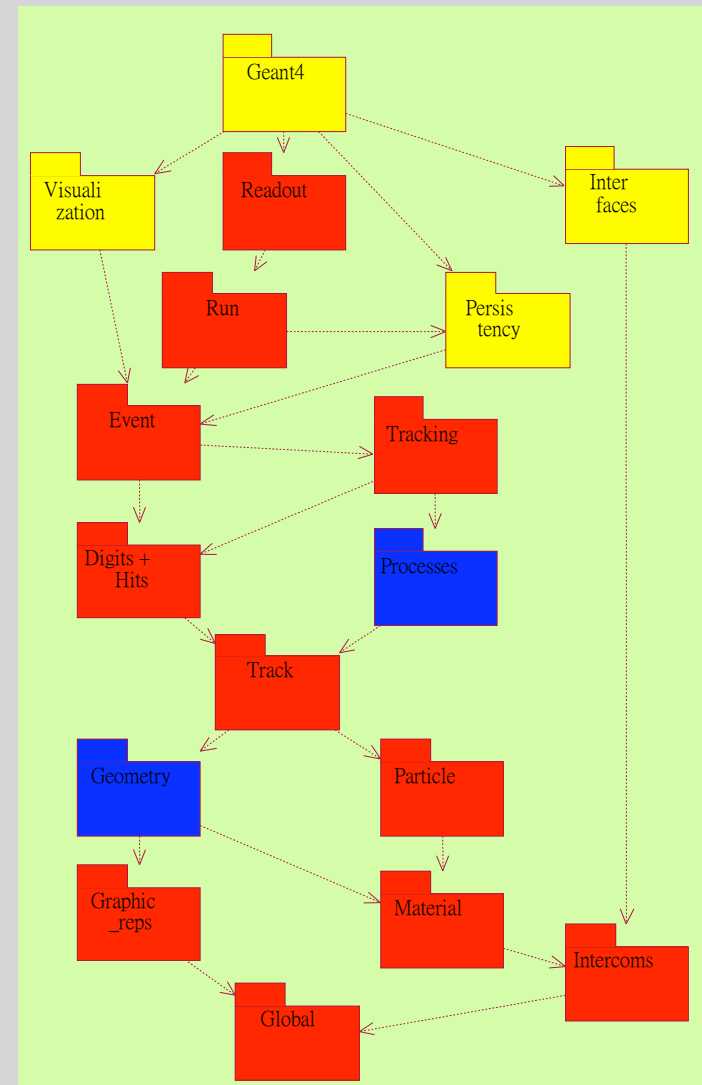 Geant4
Visuali
zation
Readout
Inter
faces
Run
Persis
tency
Event
Tracking
Digits +
Hits
Processes
Track
Geometry
Particle
Graphic
_reps
Material
Intercoms
Global